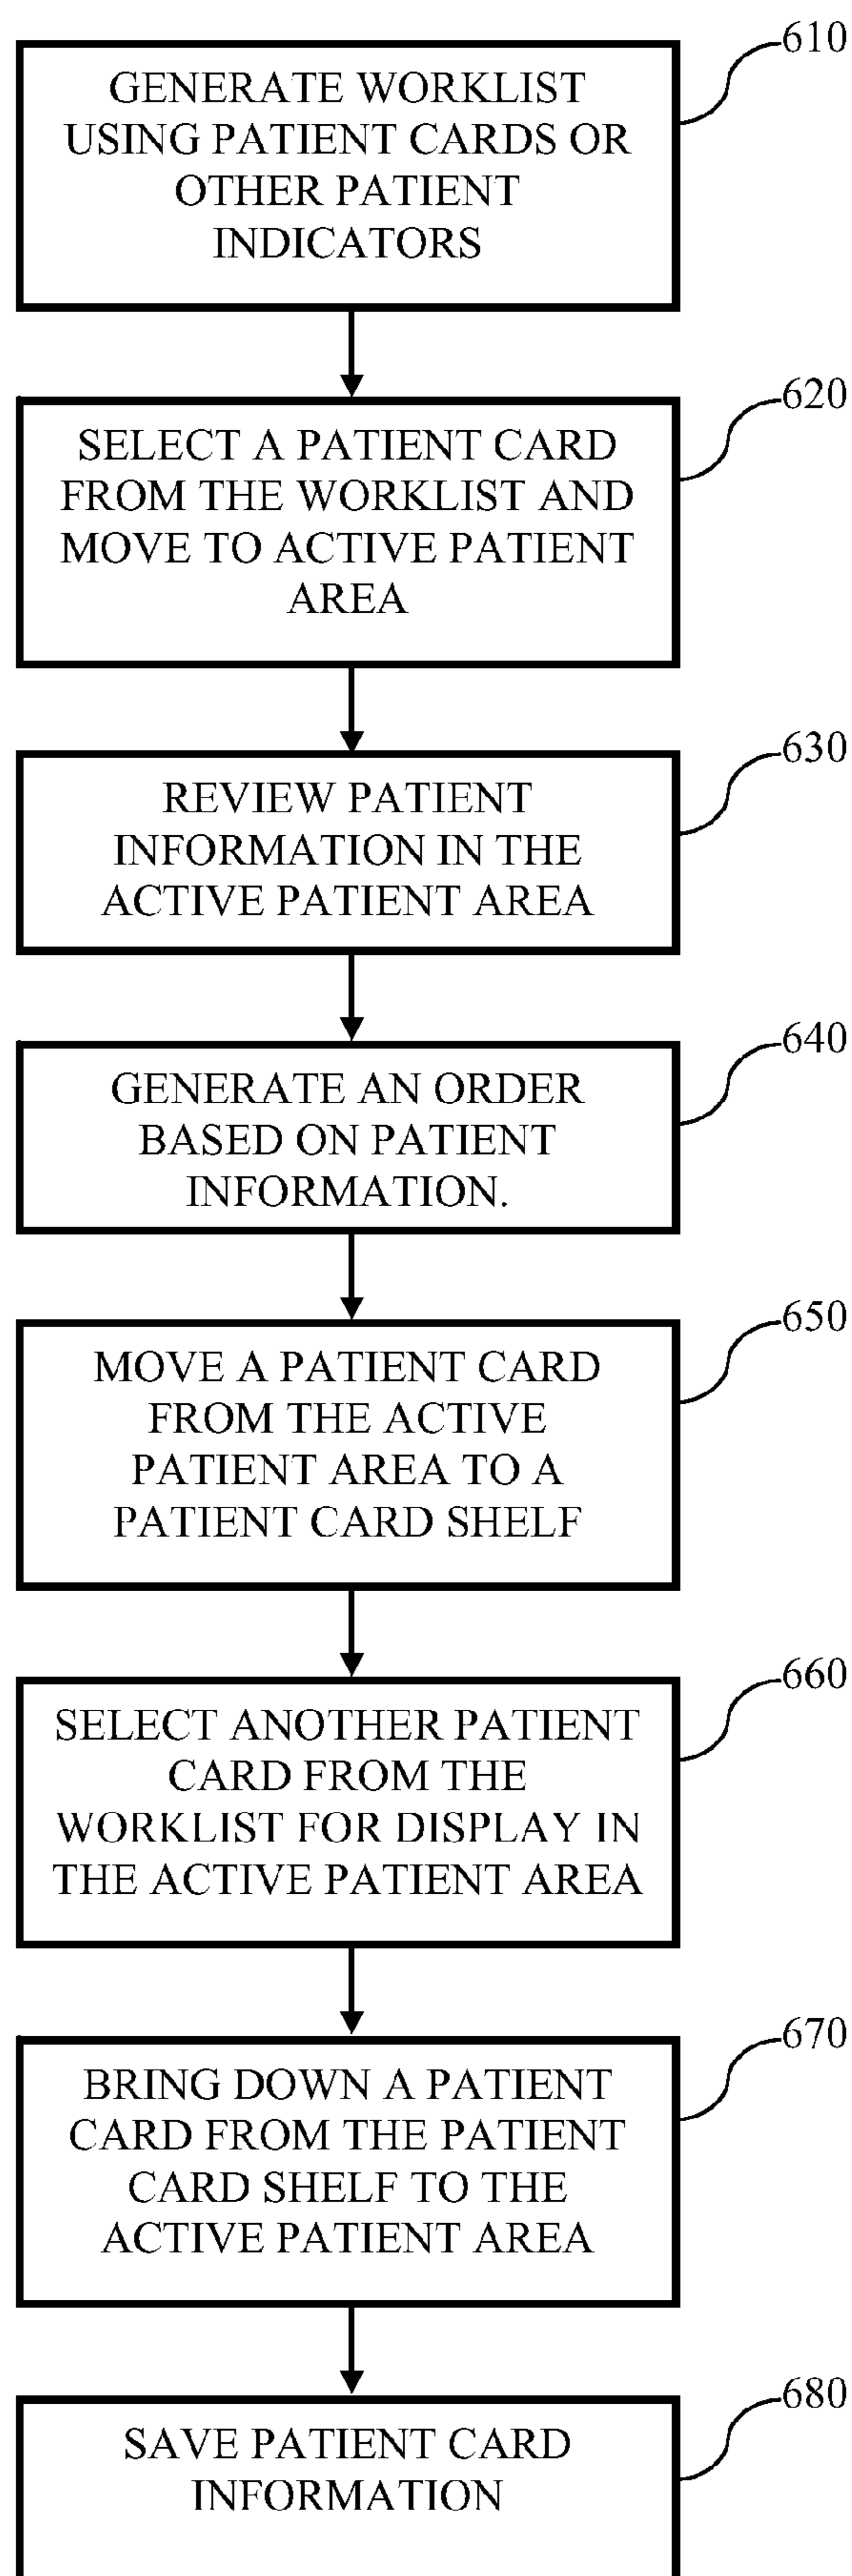 610
GENERATE WORKLIST
USING PATIENT CARDS OR
OTHER PATIENT
INDICATORS
620
SELECT A PATIENT CARD
FROM THE WORKLIST AND
MOVE TO ACTIVE PATIENT
AREA
630
REVIEW PATIENT
INFORMATION IN THE
ACTIVE PATIENT AREA
640
GENERATE AN ORDER
BASED ON PATIENT
INFORMATION.
650
MOVE A PATIENT CARD
FROM THE ACTIVE
PATIENT AREA TO A
PATIENT CARD SHELF
660
SELECT ANOTHER PATIENT
CARD FROM THE
WORKLIST FOR DISPLAY IN
THE ACTIVE PATIENT AREA
670
BRING DOWN A PATIENT
CARD FROM THE PATIENT
CARD SHELF TO THE
ACTIVE PATIENT AREA
680
SAVE PATIENT CARD
INFORMATION